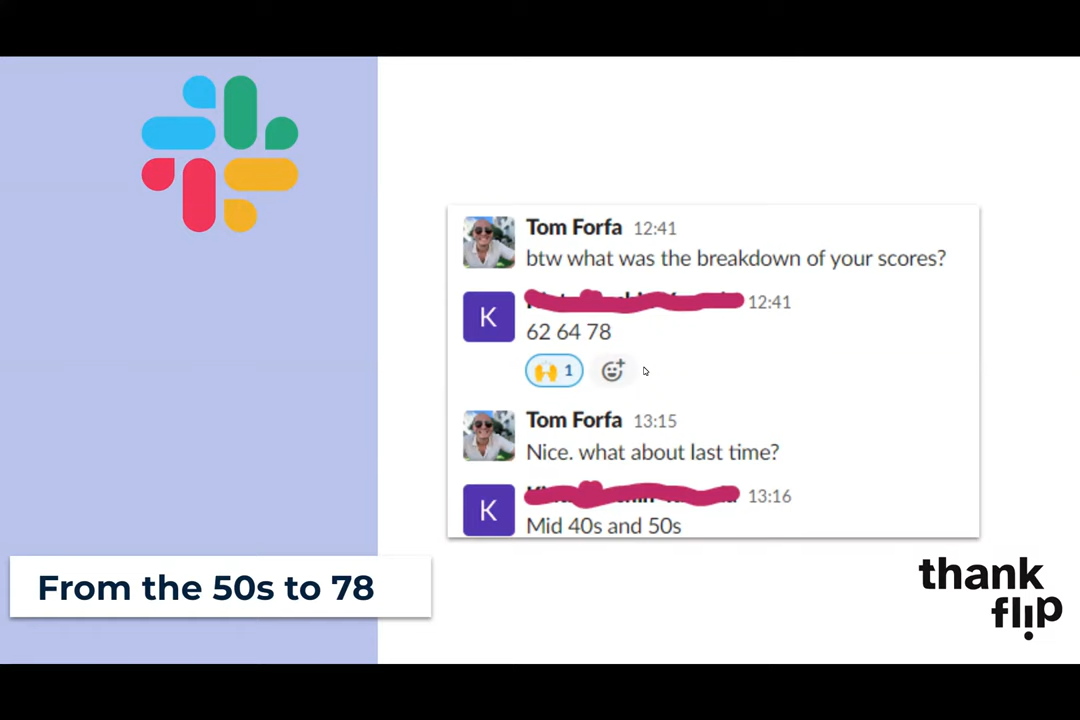 Tom Forfa 12:41
btw what was the breakdown of your scores?
K
12:41
62 64 78
1
Tom Forfa 13:15
Nice. what about last time?
K
13:16
Mid 40s and 50s
From the 50s to 78
thank
flip